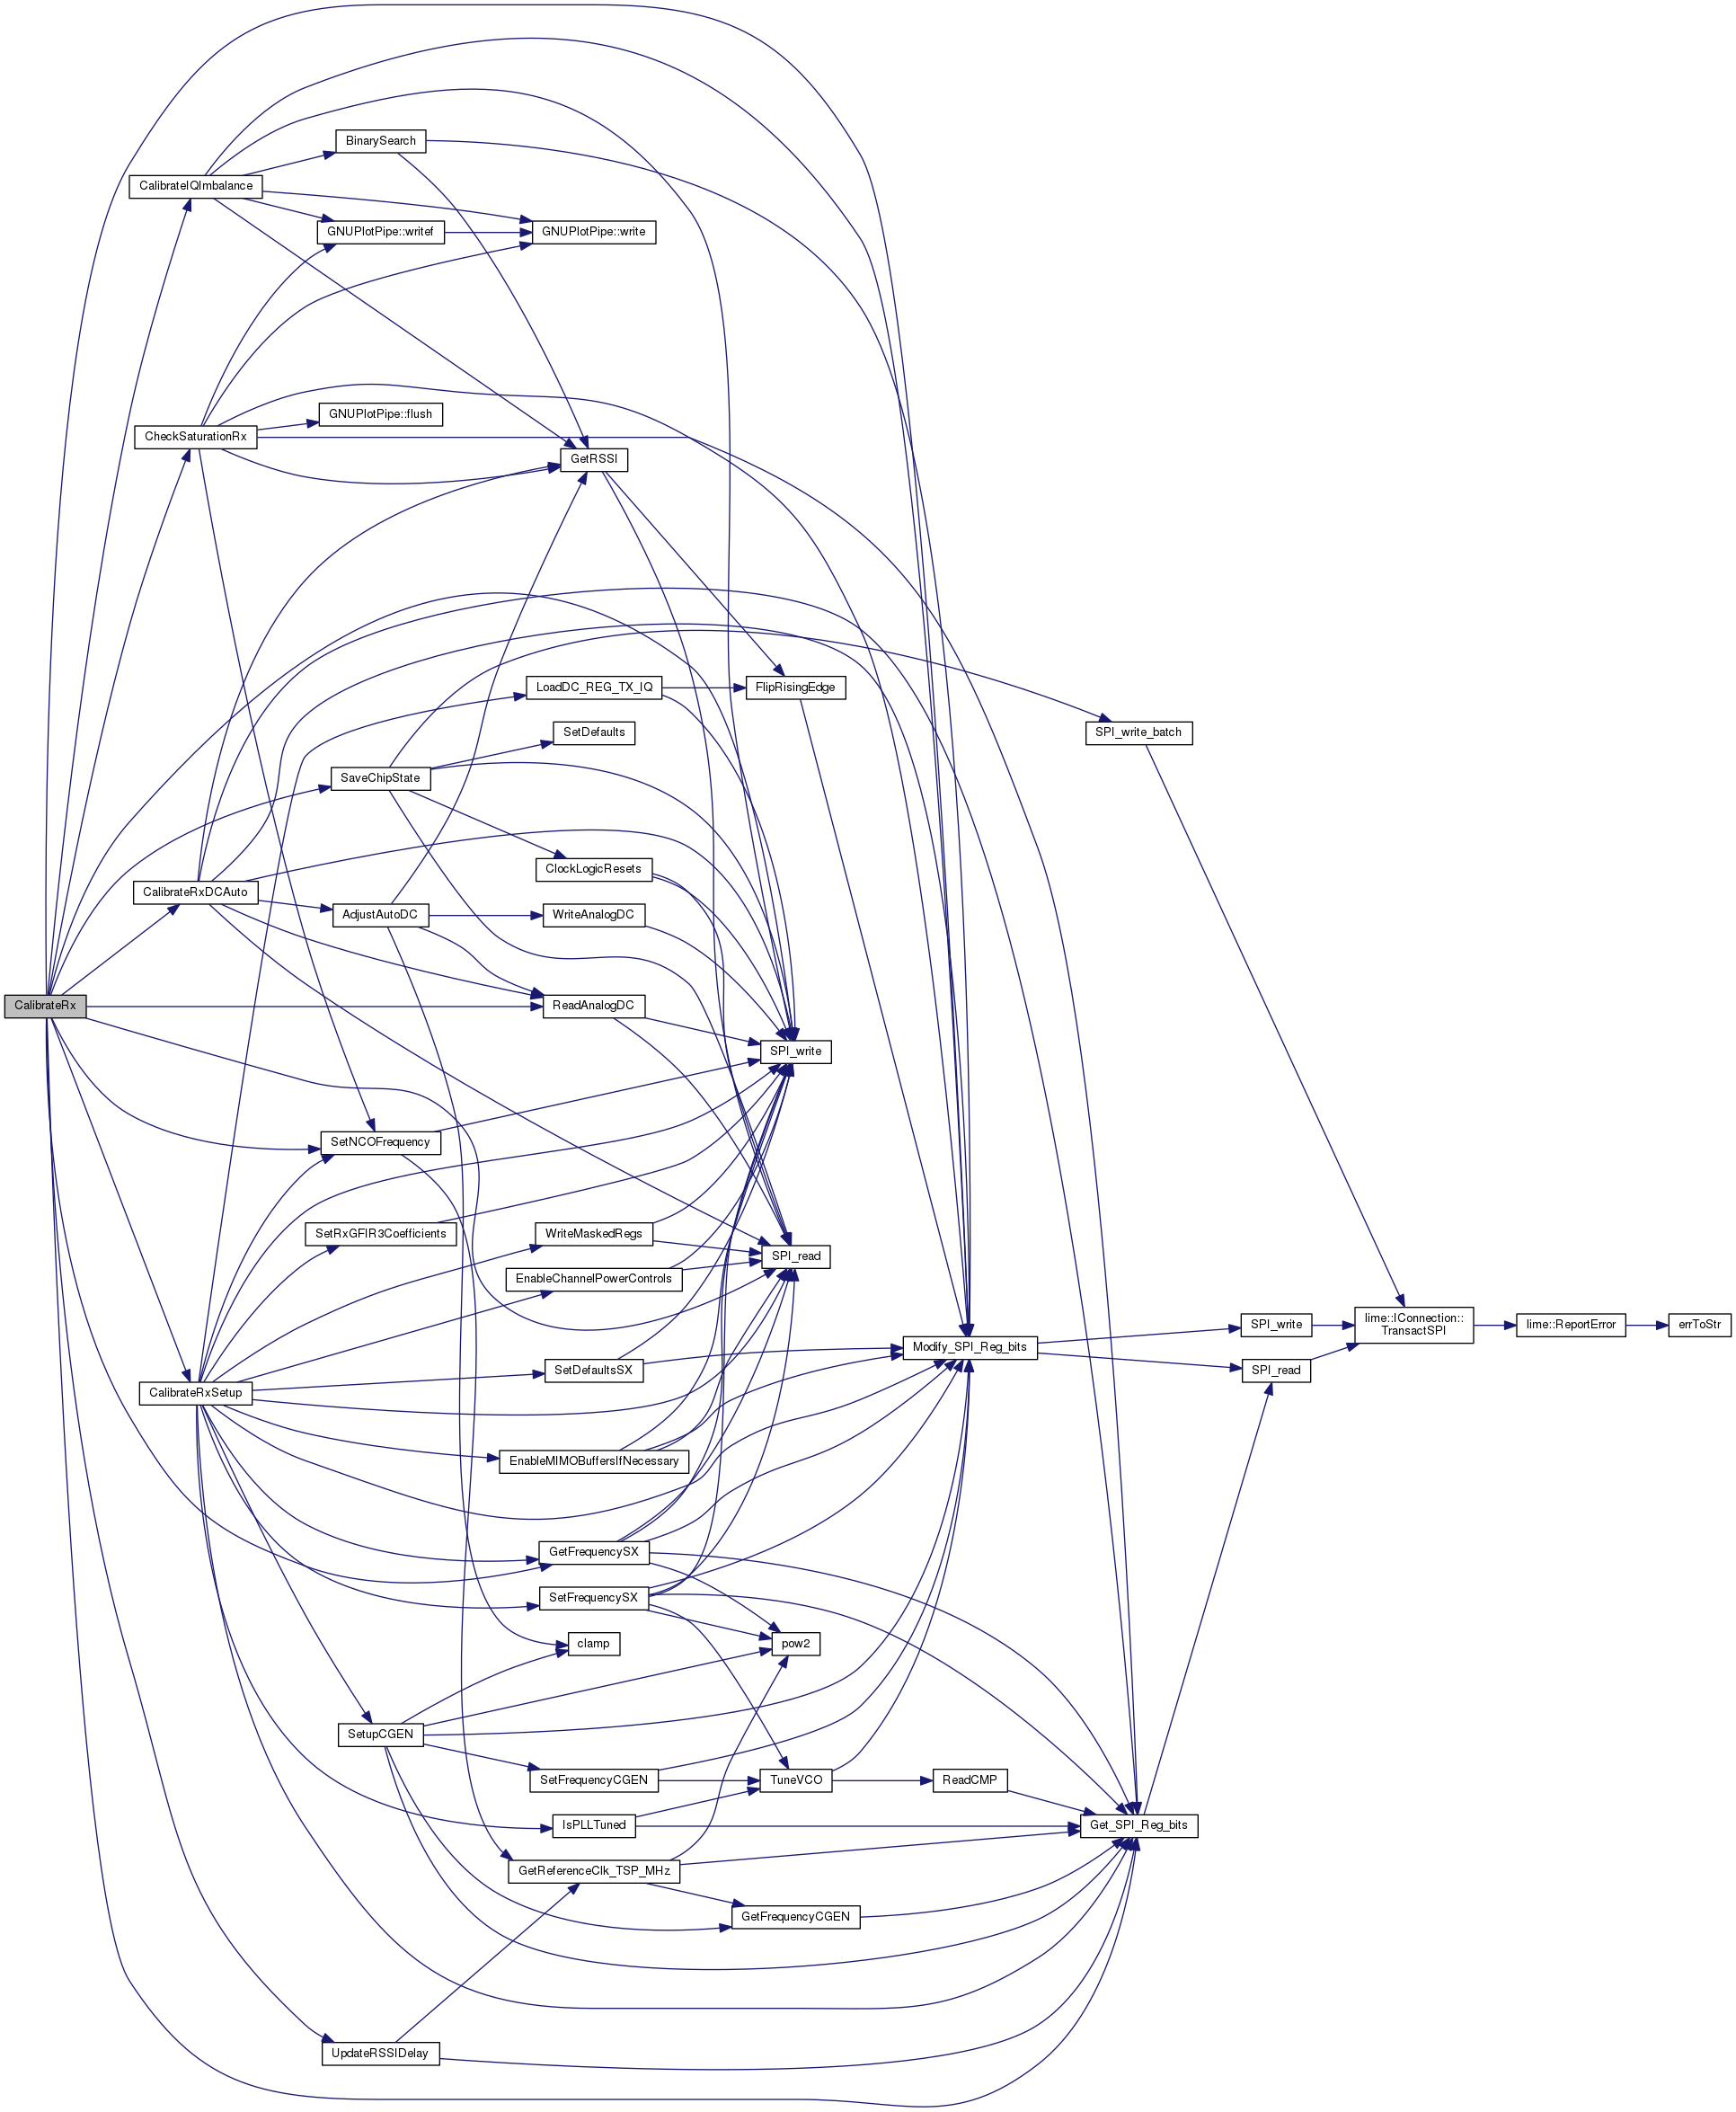 BinarySearch
CalibrateIQImbalance
GNUPlotPipe::writef
GNUPlotPipe::write
GNUPlotPipe::flush
CheckSaturationRx
GetRSSI
LoadDC_REG_TX_IQ
FlipRisingEdge
SetDefaults
SPI_write_batch
SaveChipState
ClockLogicResets
CalibrateRxDCAuto
AdjustAutoDC
WriteAnalogDC
CalibrateRx
ReadAnalogDC
SPI_write
SetNCOFrequency
SetRxGFIR3Coefficients
WriteMaskedRegs
SPI_read
EnableChannelPowerControls
SPI_write
lime::IConnection::
TransactSPI
lime::ReportError
errToStr
Modify_SPI_Reg_bits
SetDefaultsSX
SPI_read
CalibrateRxSetup
EnableMIMOBuffersIfNecessary
GetFrequencySX
SetFrequencySX
clamp
pow2
SetupCGEN
SetFrequencyCGEN
TuneVCO
ReadCMP
IsPLLTuned
Get_SPI_Reg_bits
GetReferenceClk_TSP_MHz
GetFrequencyCGEN
UpdateRSSIDelay